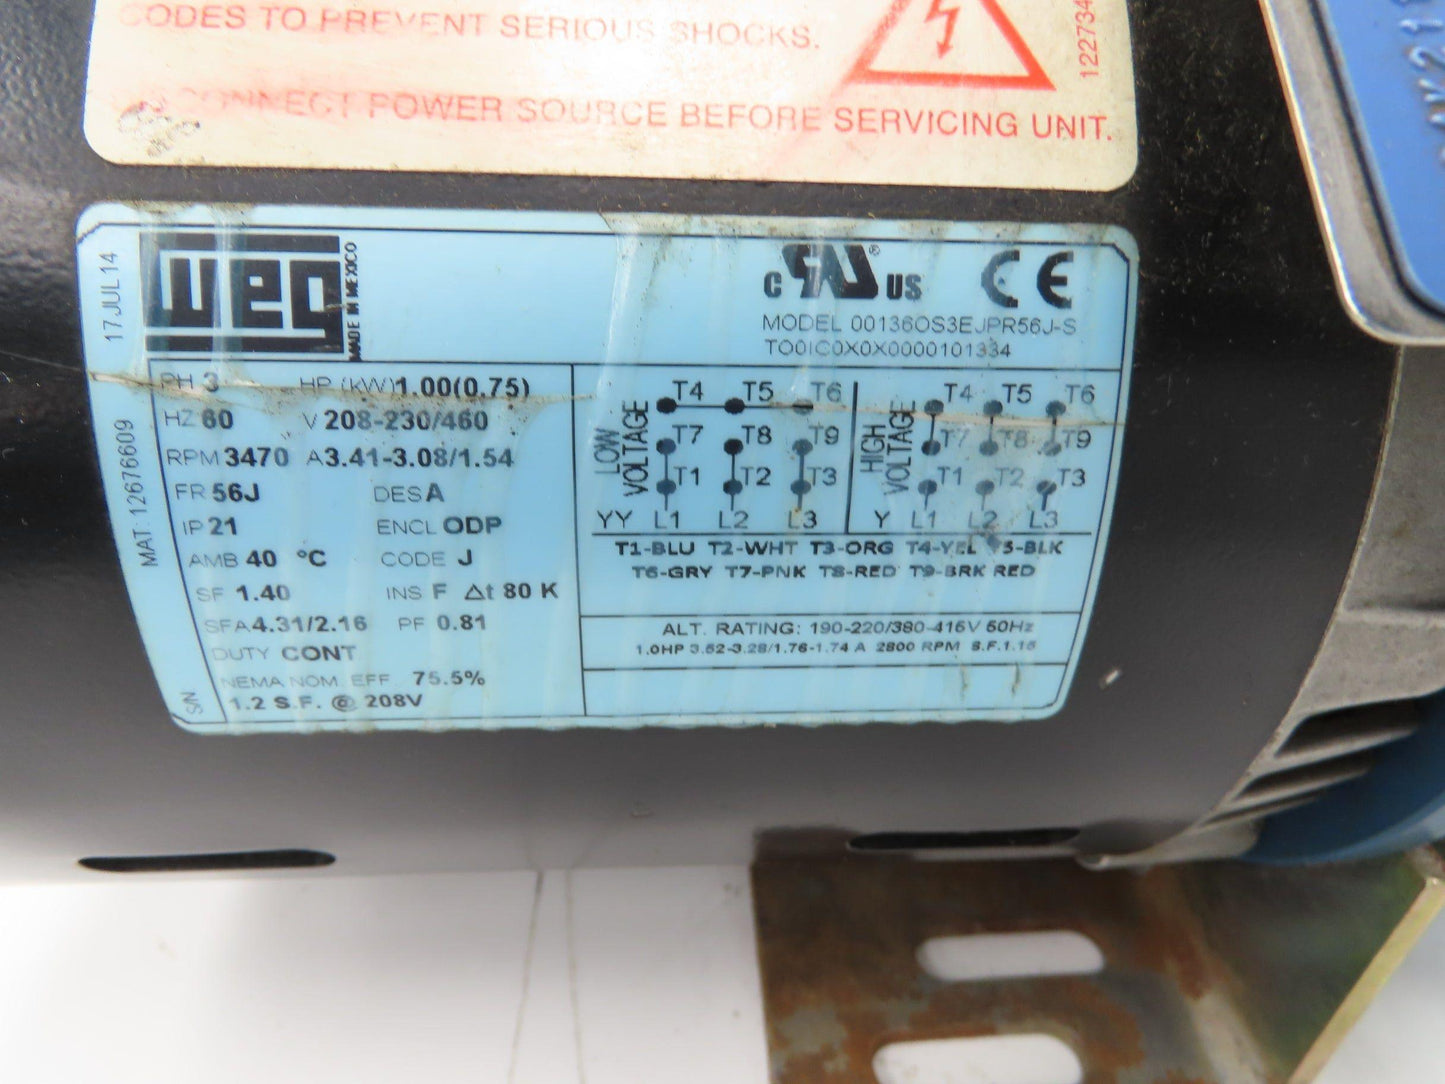 CODES TO PREVENT SERIOUS SHOCKS.
CONNECT POWER SOURCE BEFORE SERVICING UNIT.
122734
17JUL14
WEG
MADE IN MEXICO
c UR ® US CE
MODEL 00136OS3EJPR56J-S
TO0IC0X0X0000101334
MAT: 12676609
PH 3 HP (KW)1.00(0.75)
HZ 60 V 208-230/460
RPM 3470 A 3.41-3.08/1.54
FR 56J DES A
IP 21 ENCL ODP
AMB 40 °C CODE J
SF 1.40 INS F Δt 80 K
SFA 4.31/2.16 PF 0.81
DUTY CONT
NEMA NOM. EFF. 75.5%
1.2 S.F. @ 208V
S/N
LOW VOLTAGE
T4 T5 T6
T7 T8 T9
T1 T2 T3
YY L1 L2 L3
HIGH VOLTAGE
T4 T5 T6
T7 T8 T9
T1 T2 T3
Y L1 L2 L3
T1-BLU T2-WHT T3-ORG T4-YEL T5-BLK
T6-GRY T7-PNK T8-RED T9-BRK RED
ALT. RATING: 190-220/380-415V 50Hz
1.0HP 3.52-3.28/1.76-1.74 A 2800 RPM S.F.1.15